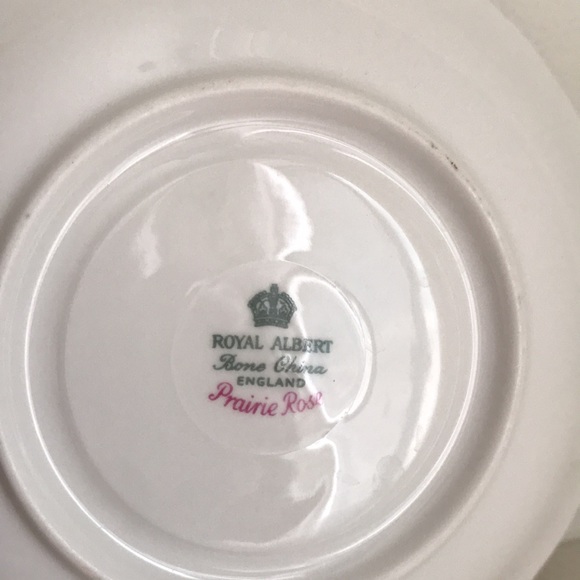 ROYAL ALBERT
Bone China
ENGLAND
Prairie Rose